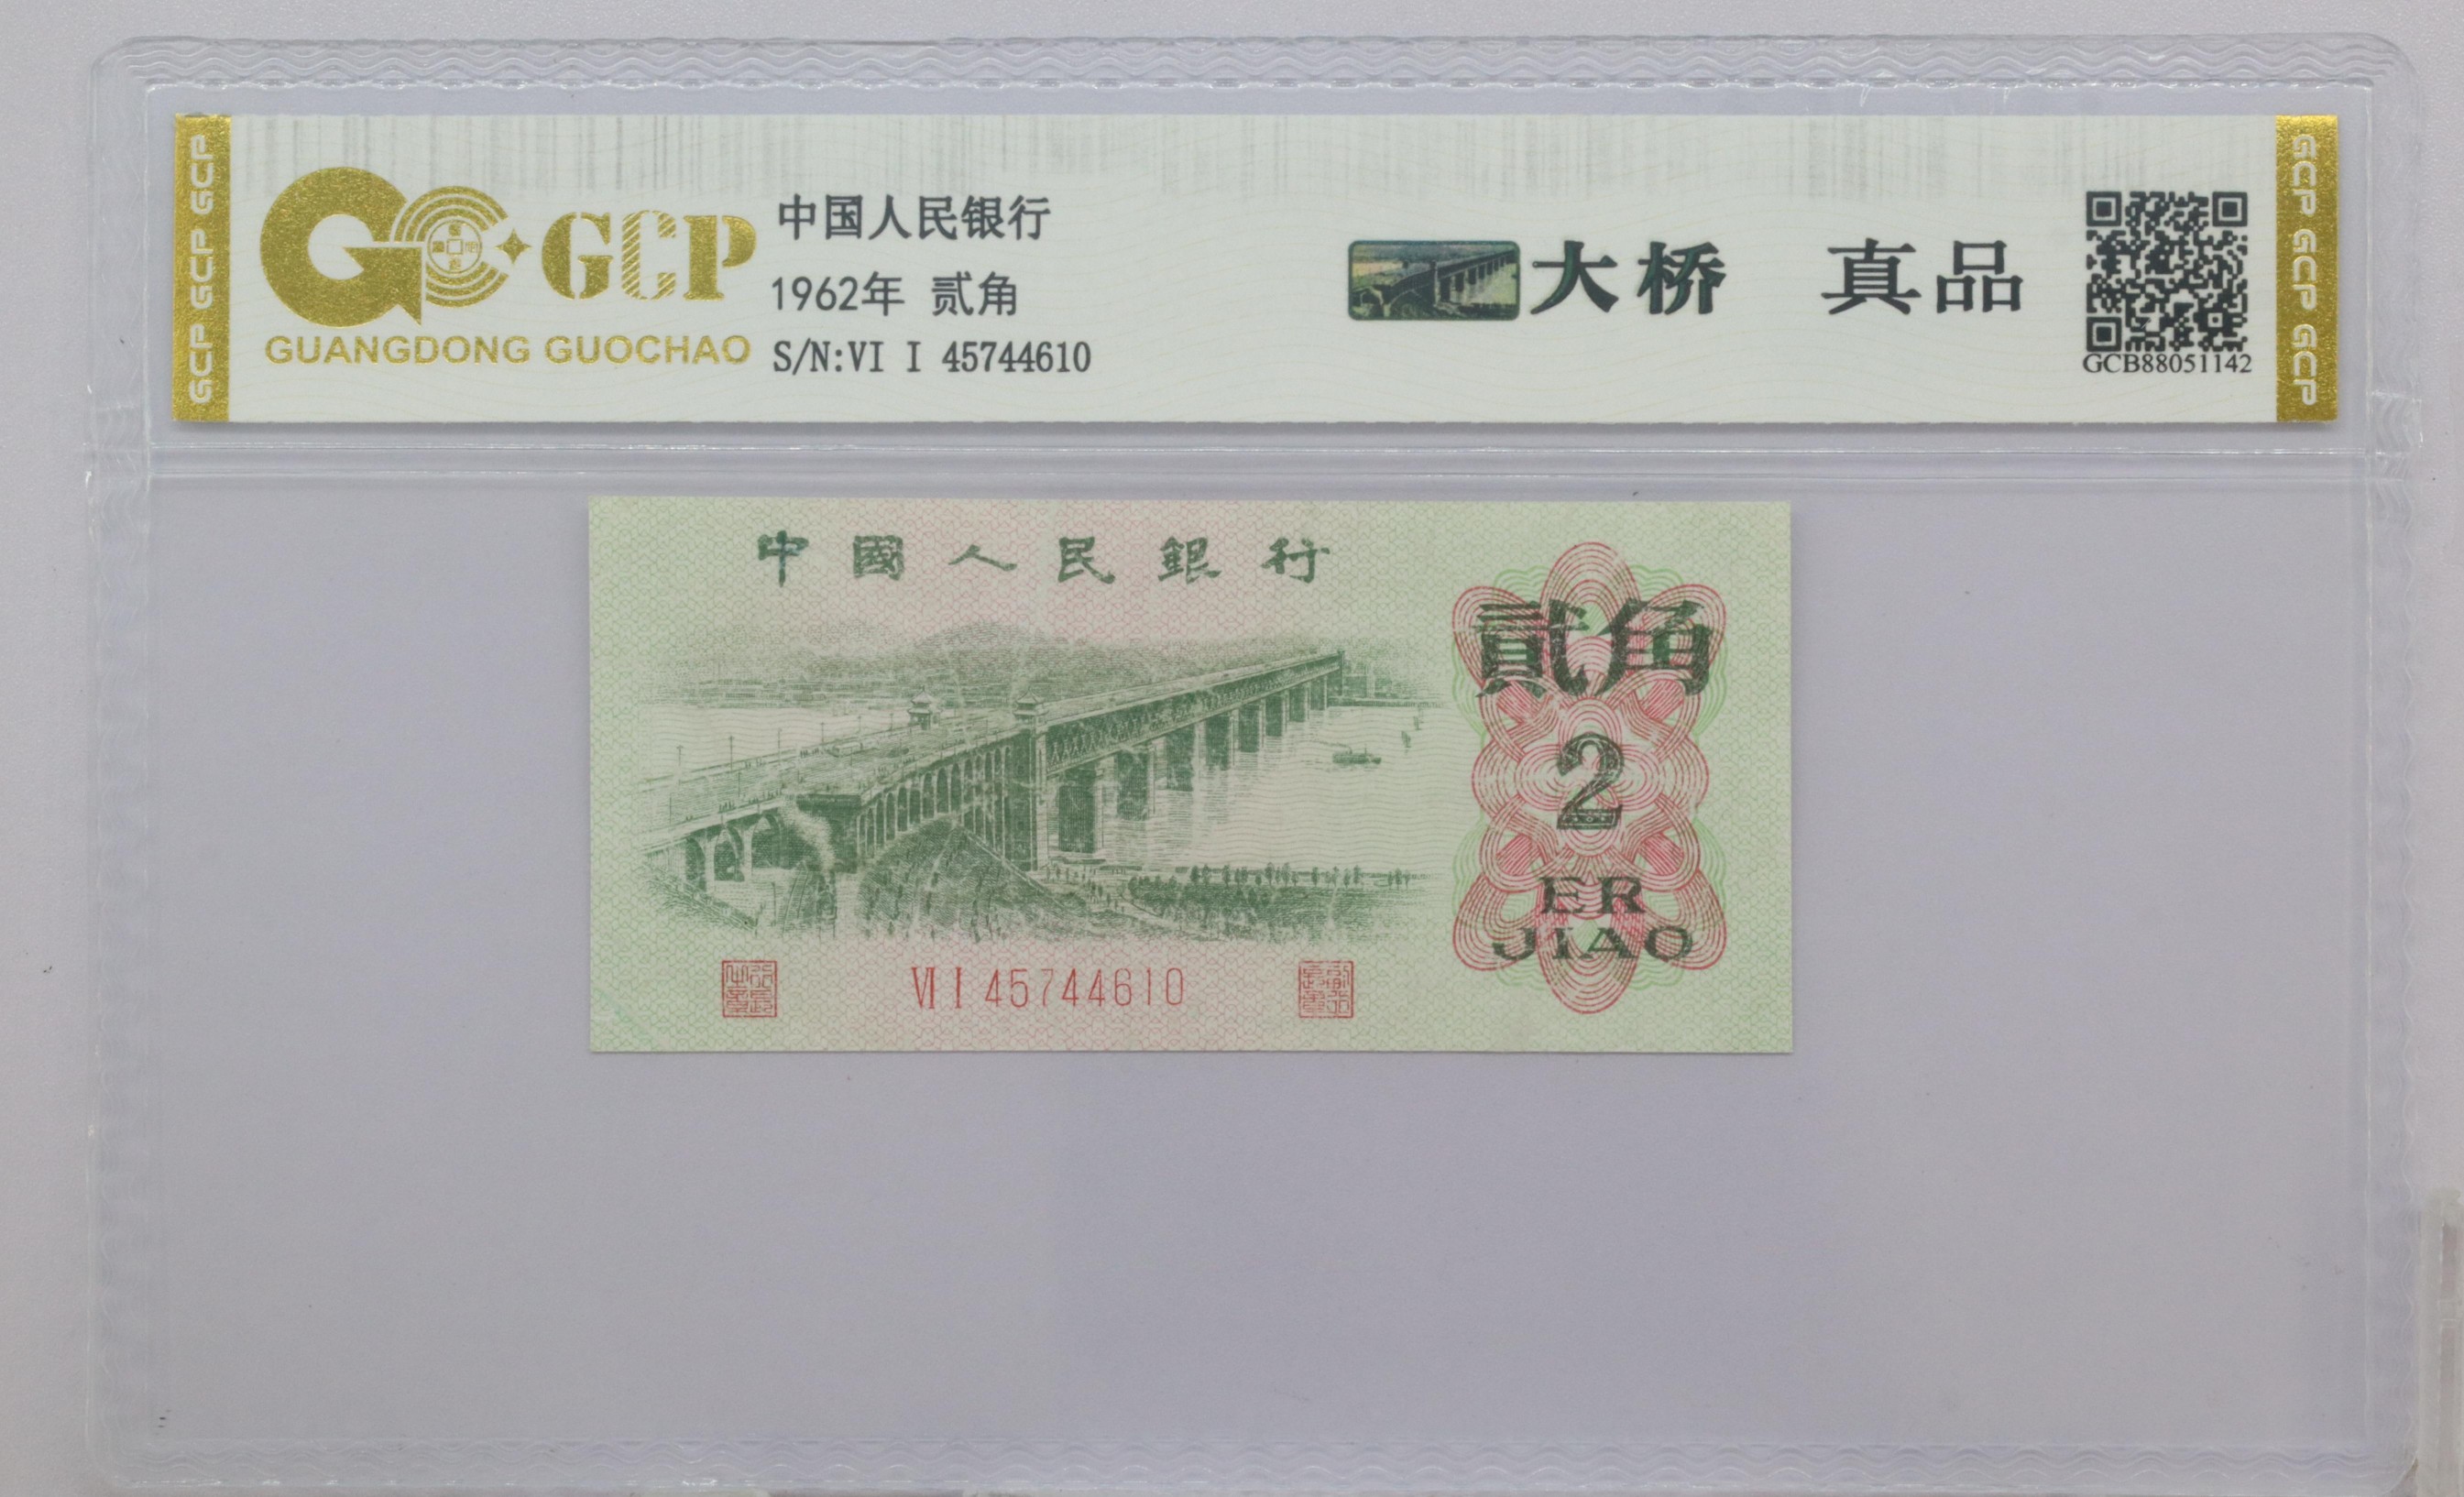 GCP GCP GCP
GCP
GUANGDONG GUOCHAO
中国人民银行
1962年 贰角
S/N:VI I 45744610
大桥 真品
GCB88051142
GCP GCP GCP
中國人民銀行
貳角
2
ER
JIAO
VI I 45744610